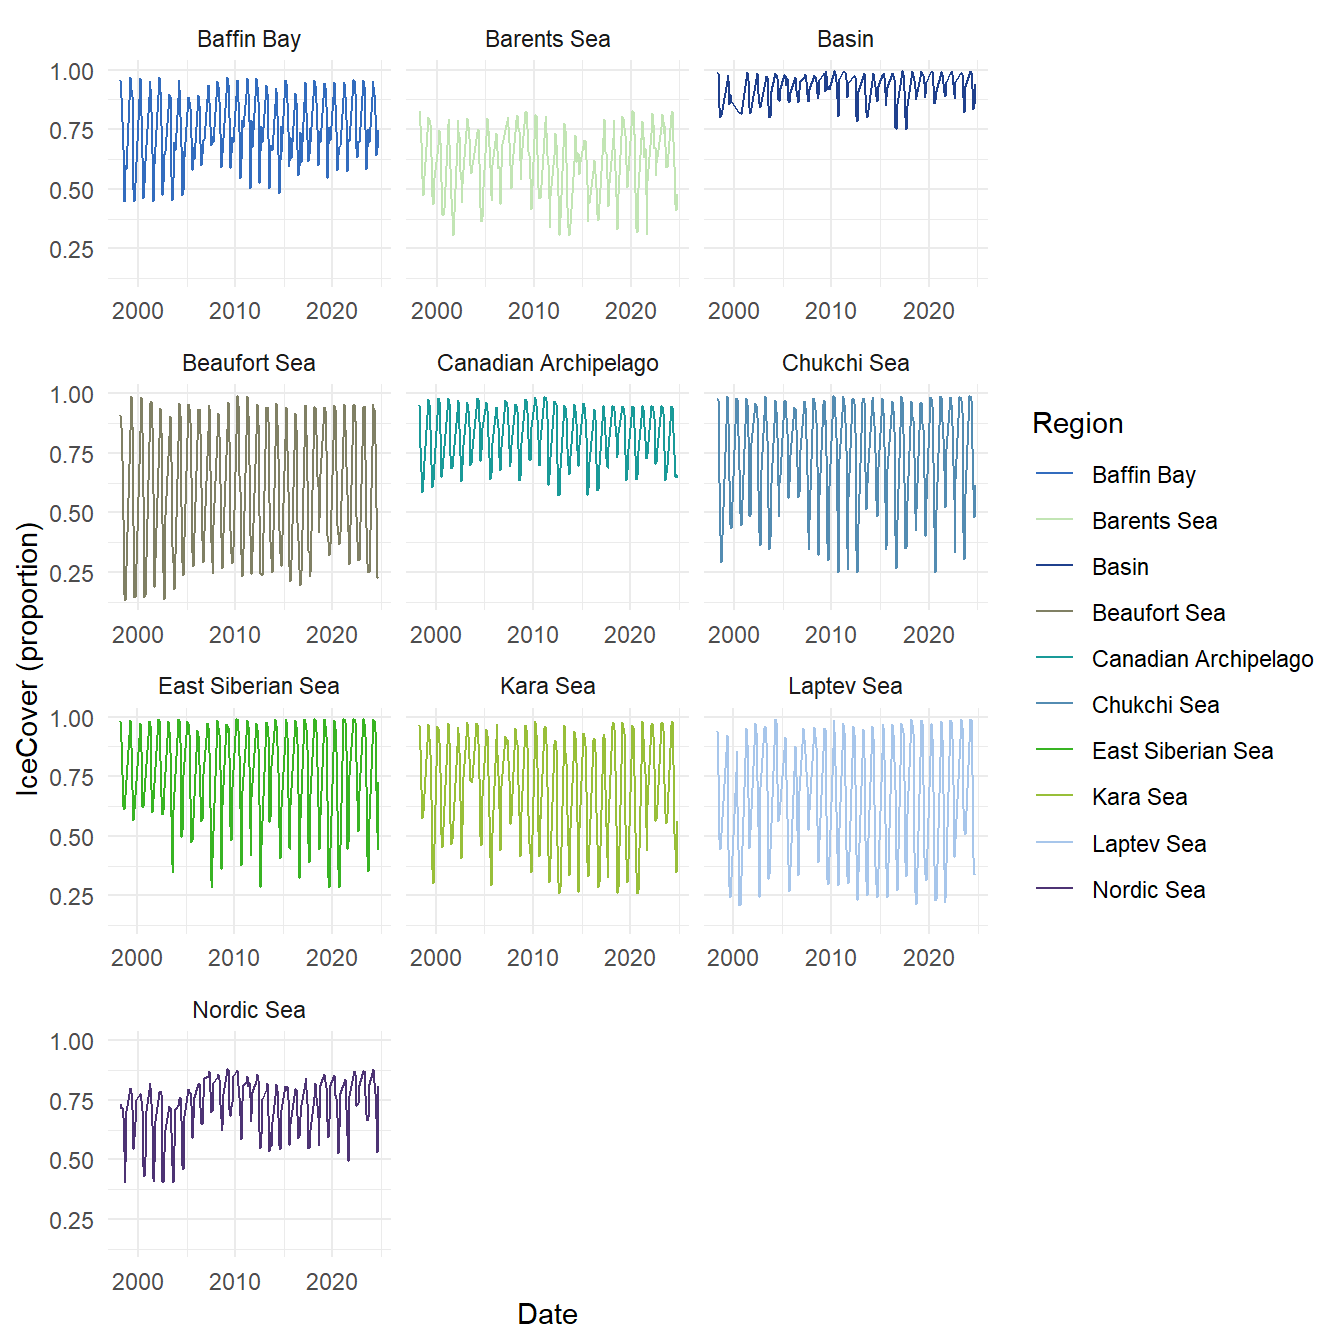 Baffin Bay
Barents Sea
Basin
1.00
0.75
0.50
0.25
2000 2010 2020
2000 2010 2020
2000 2010 2020
Beaufort Sea
Canadian Archipelago
Chukchi Sea
1.00
0.75
0.50
0.25
2000 2010 2020
2000 2010 2020
2000 2010 2020
East Siberian Sea
Kara Sea
Laptev Sea
1.00
0.75
0.50
0.25
2000 2010 2020
2000 2010 2020
2000 2010 2020
Nordic Sea
1.00
0.75
0.50
0.25
2000 2010 2020
IceCover (proportion)
Date
Region
Baffin Bay
Barents Sea
Basin
Beaufort Sea
Canadian Archipelago
Chukchi Sea
East Siberian Sea
Kara Sea
Laptev Sea
Nordic Sea